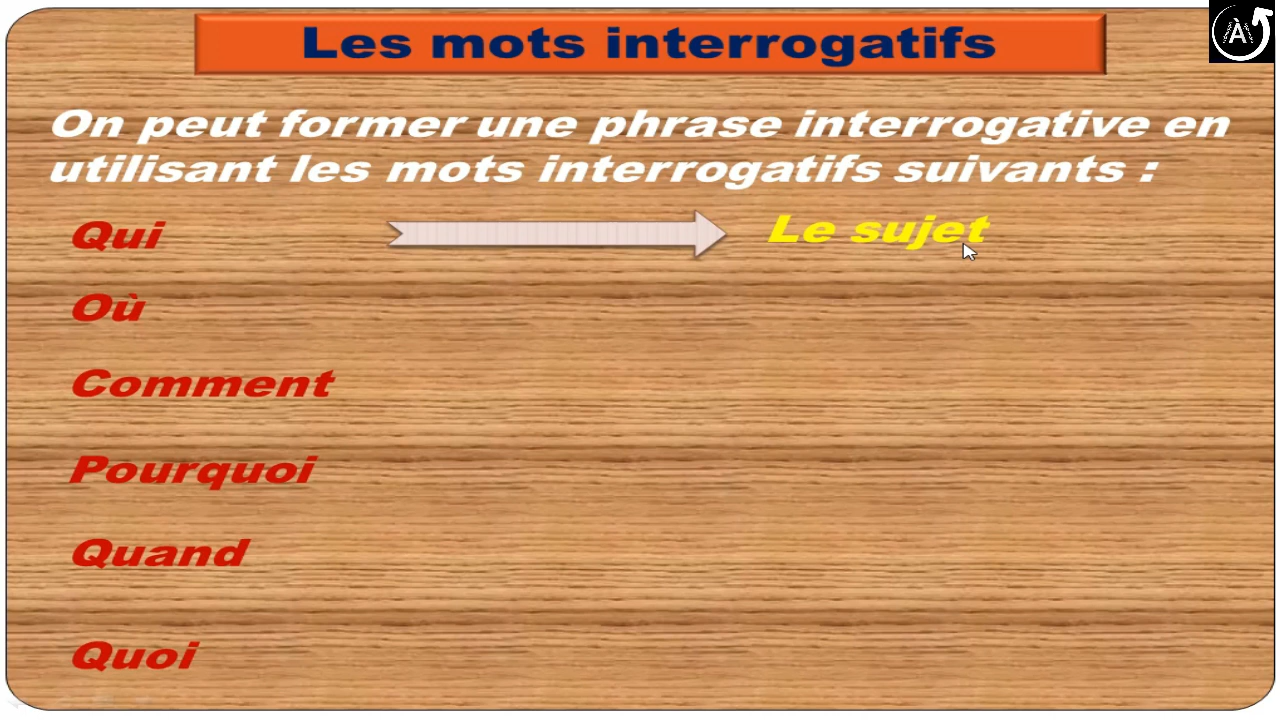 Les mots interrogatifs
On peut former une phrase interrogative en
utilisant les mots interrogatifs suivants :
Qui
Le sujet
Où
Comment
Pourquoi
Quand
Quoi
À